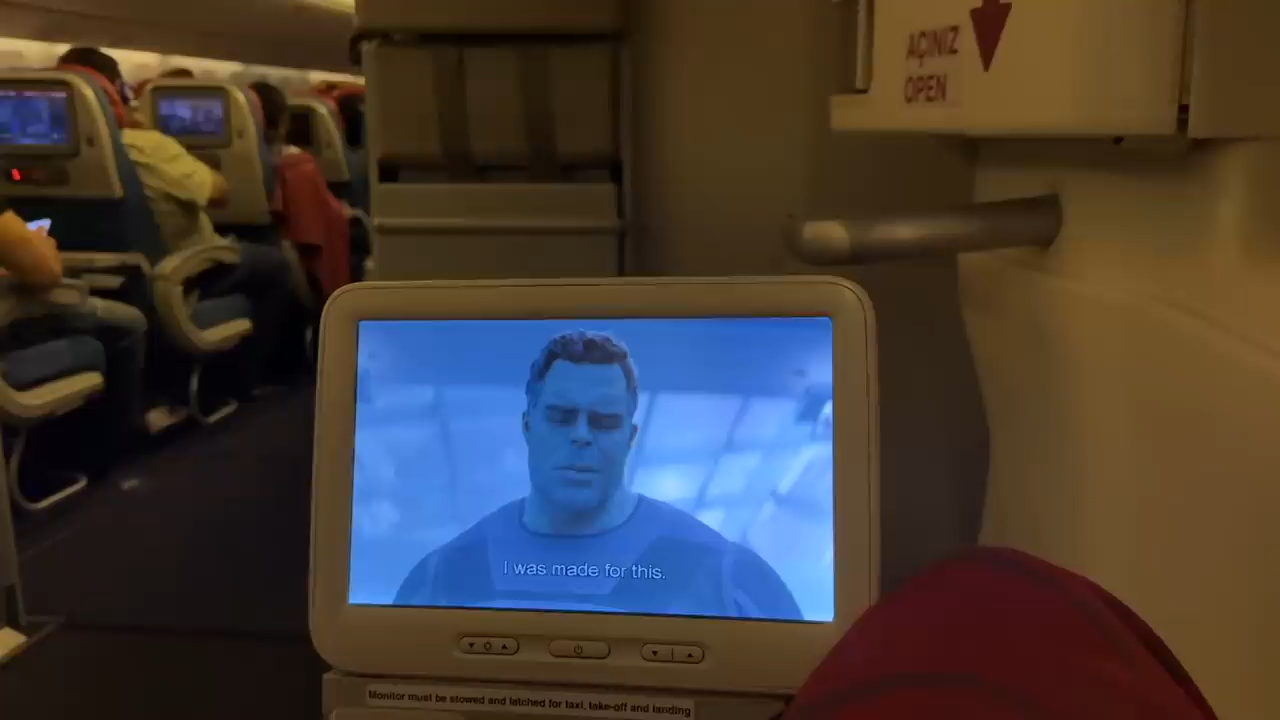 AÇINIZ
OPEN
I was made for this.
Monitor must be stowed and latched for taxi, take-off and landing